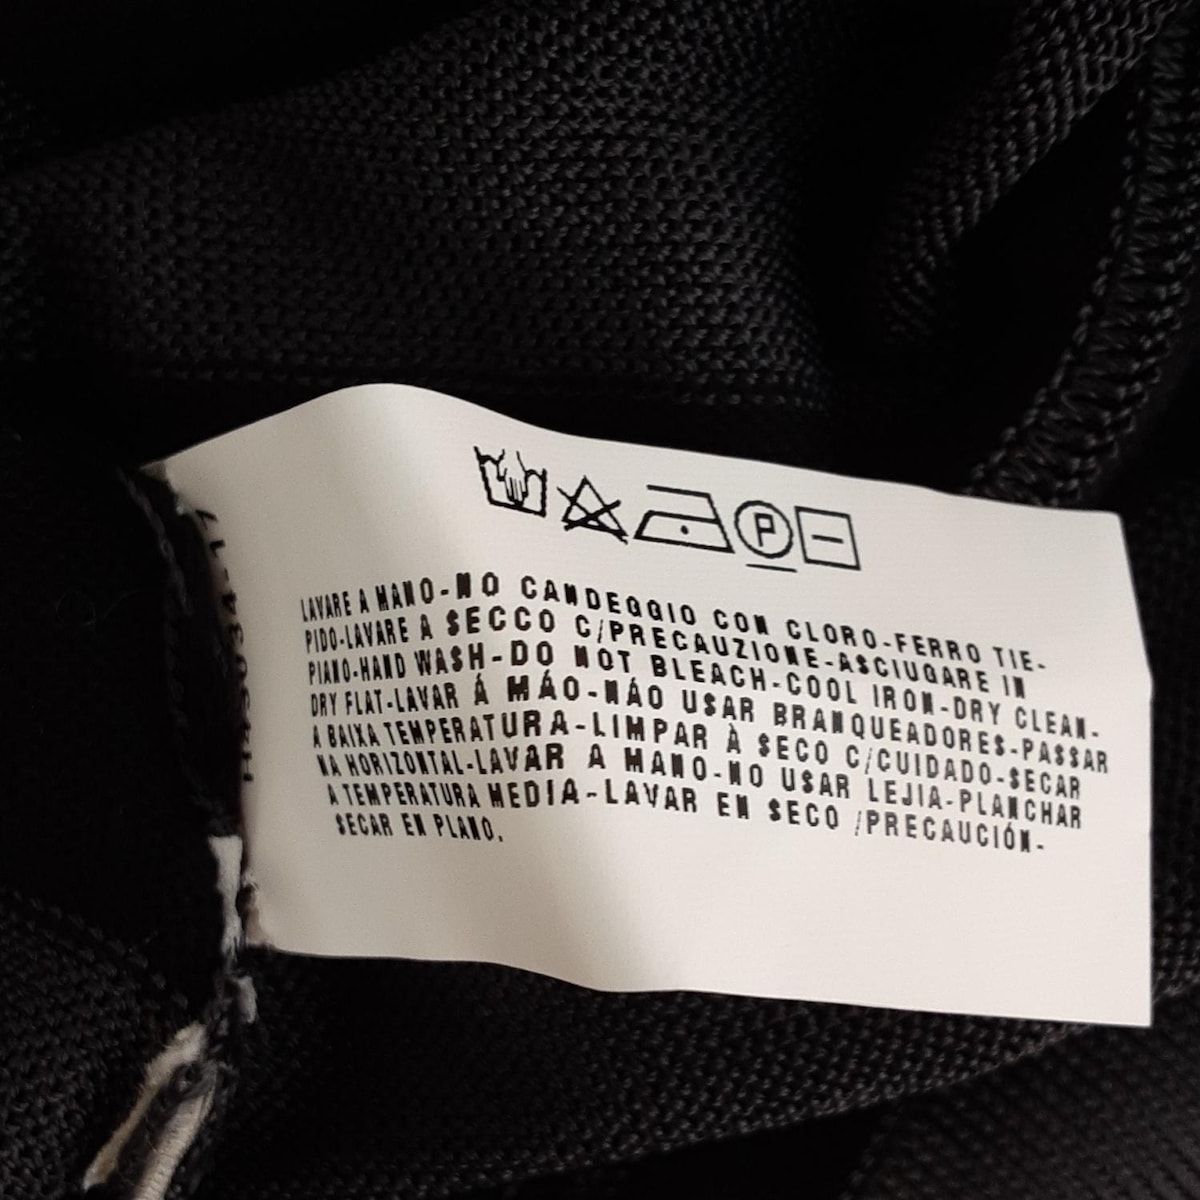 P
LAVARE A MANO-NO CANDEGGIO CON CLORO-FERRO TIE-
PIDO-LAVARE A SECCO C/PRECAUZIONE-ASCIUGARE IN
PIANO-HAND WASH-DO NOT BLEACH-COOL IRON-DRY CLEAN-
DRY FLAT-LAVAR Á MÁO-NÁO USAR BRANQUEADORES-PASSAR
A BAIXA TEMPERATURA-LIMPAR À SECO C/CUIDADO-SECAR
NA HORIZONTAL-LAVAR A MANO-NO USAR LEJIA-PLANCHAR
A TEMPERATURA MEDIA-LAVAR EN SECO /PRECAUCIÓN-
SECAR EN PLANO.